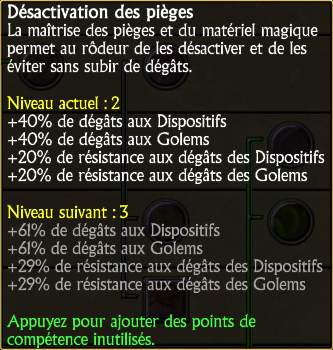 Désactivation des pièges
La maîtrise des pièges et du matériel magique
permet au rôdeur de les désactiver et de les
éviter sans subir de dégâts.
Niveau actuel : 2
+40% de dégâts aux Dispositifs
+40% de dégâts aux Golems
+20% de résistance aux dégâts des Dispositifs
+20% de résistance aux dégâts des Golems
Niveau suivant : 3
+61% de dégâts aux Dispositifs
+61% de dégâts aux Golems
+29% de résistance aux dégâts des Dispositifs
+29% de résistance aux dégâts des Golems
Appuyez pour ajouter des points de
compétence inutilisés.